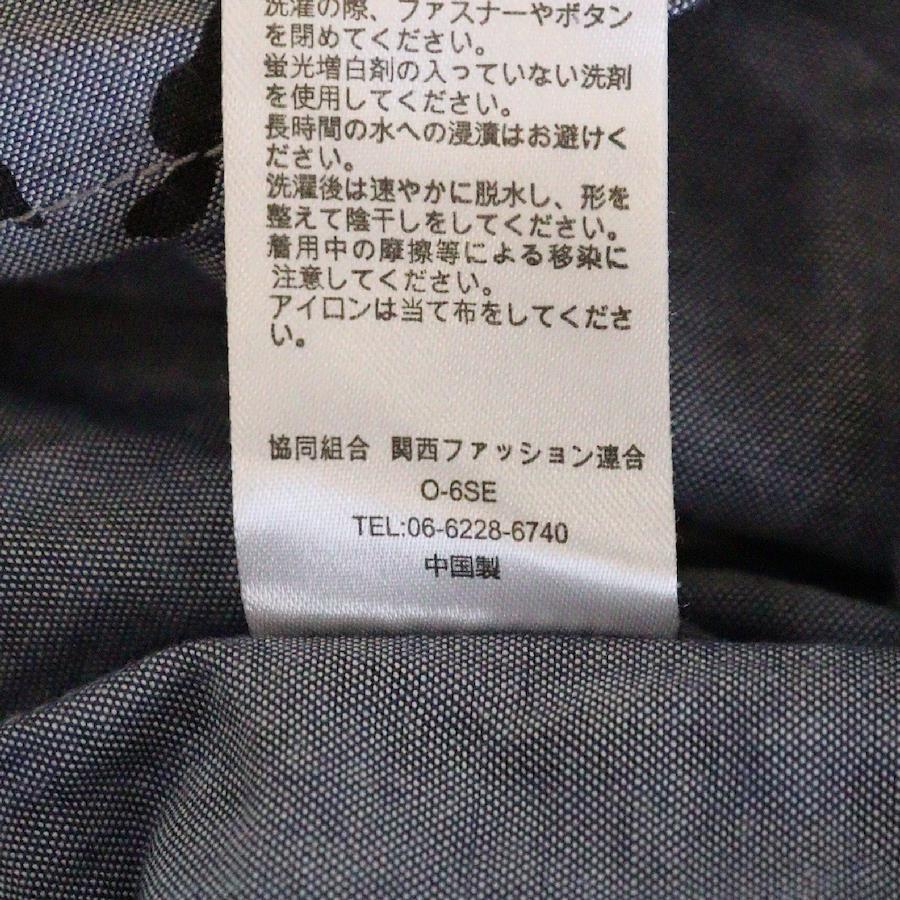 洗濯の際、ファスナーやボタン
を閉めてください。
蛍光増白剤の入っていない洗剤
を使用してください。
長時間の水への浸漬はお避けく
ださい。
洗濯後は速やかに脱水し、形を
整えて陰干しをしてください。
着用中の摩擦等による移染に
注意してください。
アイロンは当て布をしてくださ
い。
協同組合 関西ファッション連合
O-6SE
TEL:06-6228-6740
中国製